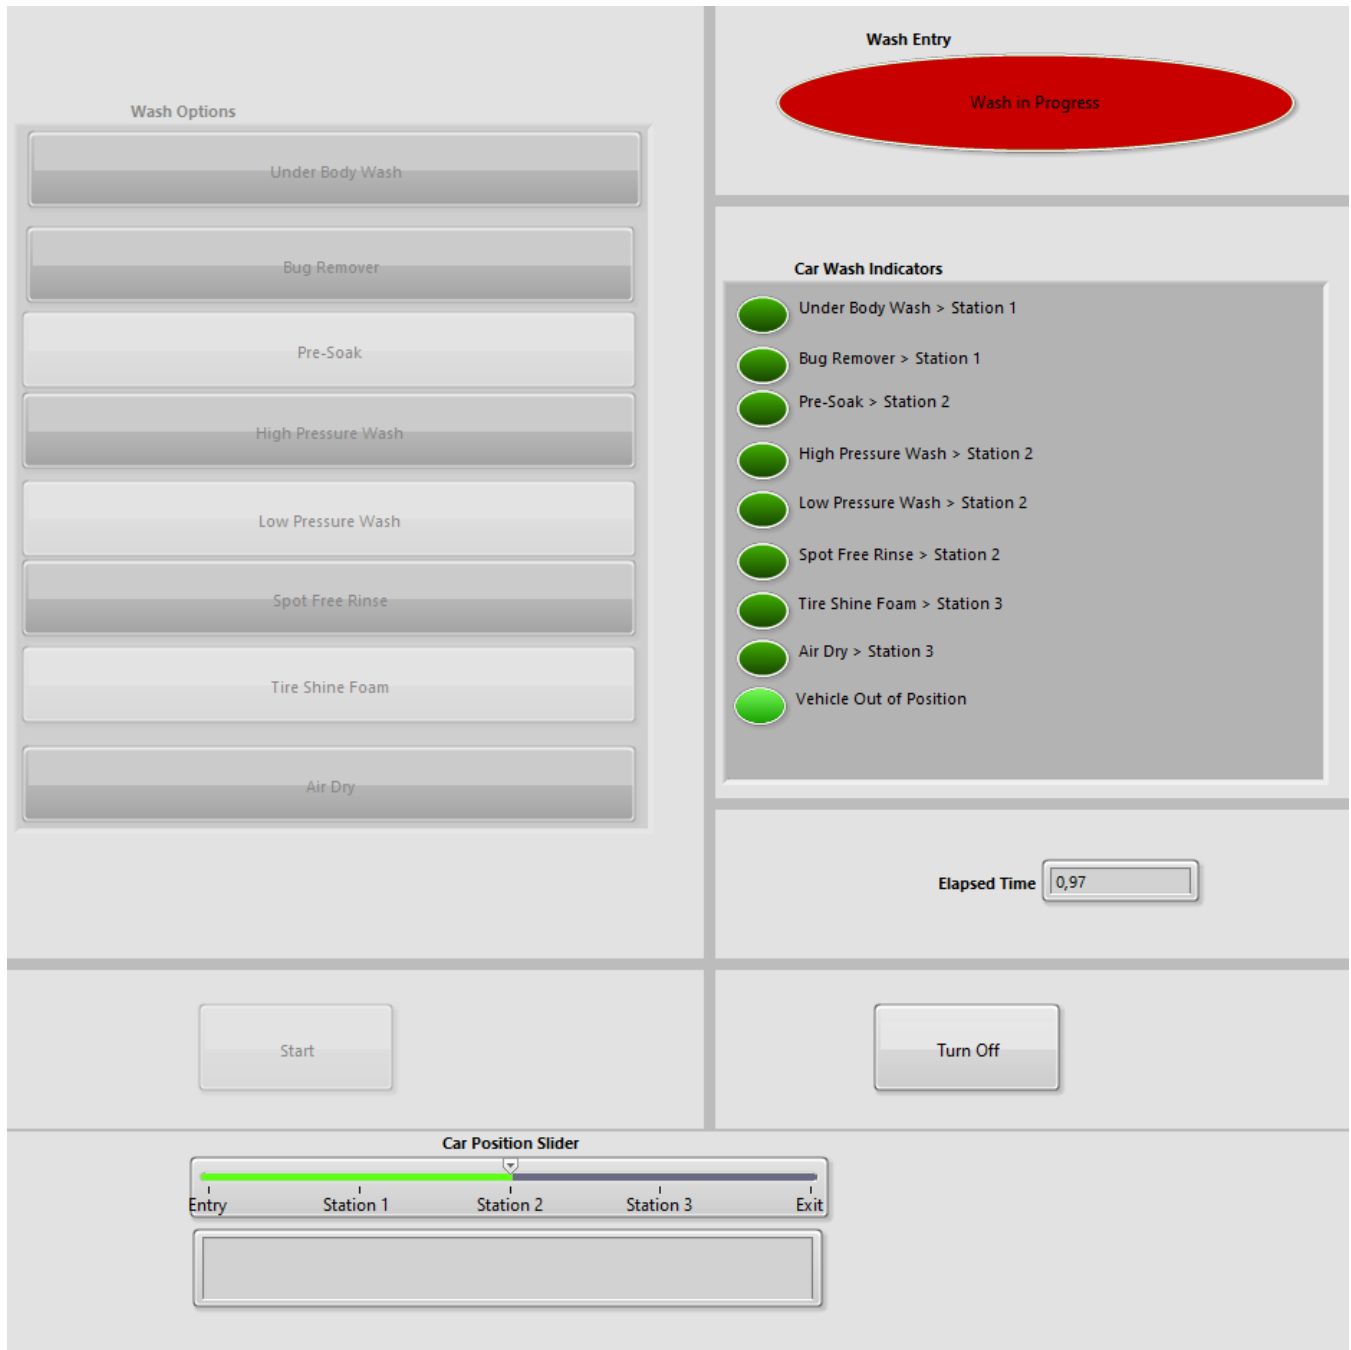 Wash Options
Under Body Wash
Bug Remover
Pre-Soak
High Pressure Wash
Low Pressure Wash
Spot Free Rinse
Tire Shine Foam
Air Dry
Wash Entry
Wash in Progress
Car Wash Indicators
Under Body Wash > Station 1
Bug Remover > Station 1
Pre-Soak > Station 2
High Pressure Wash > Station 2
Low Pressure Wash > Station 2
Spot Free Rinse > Station 2
Tire Shine Foam > Station 3
Air Dry > Station 3
Vehicle Out of Position
Elapsed Time 0,97
Start
Turn Off
Car Position Slider
Entry Station 1 Station 2 Station 3 Exit